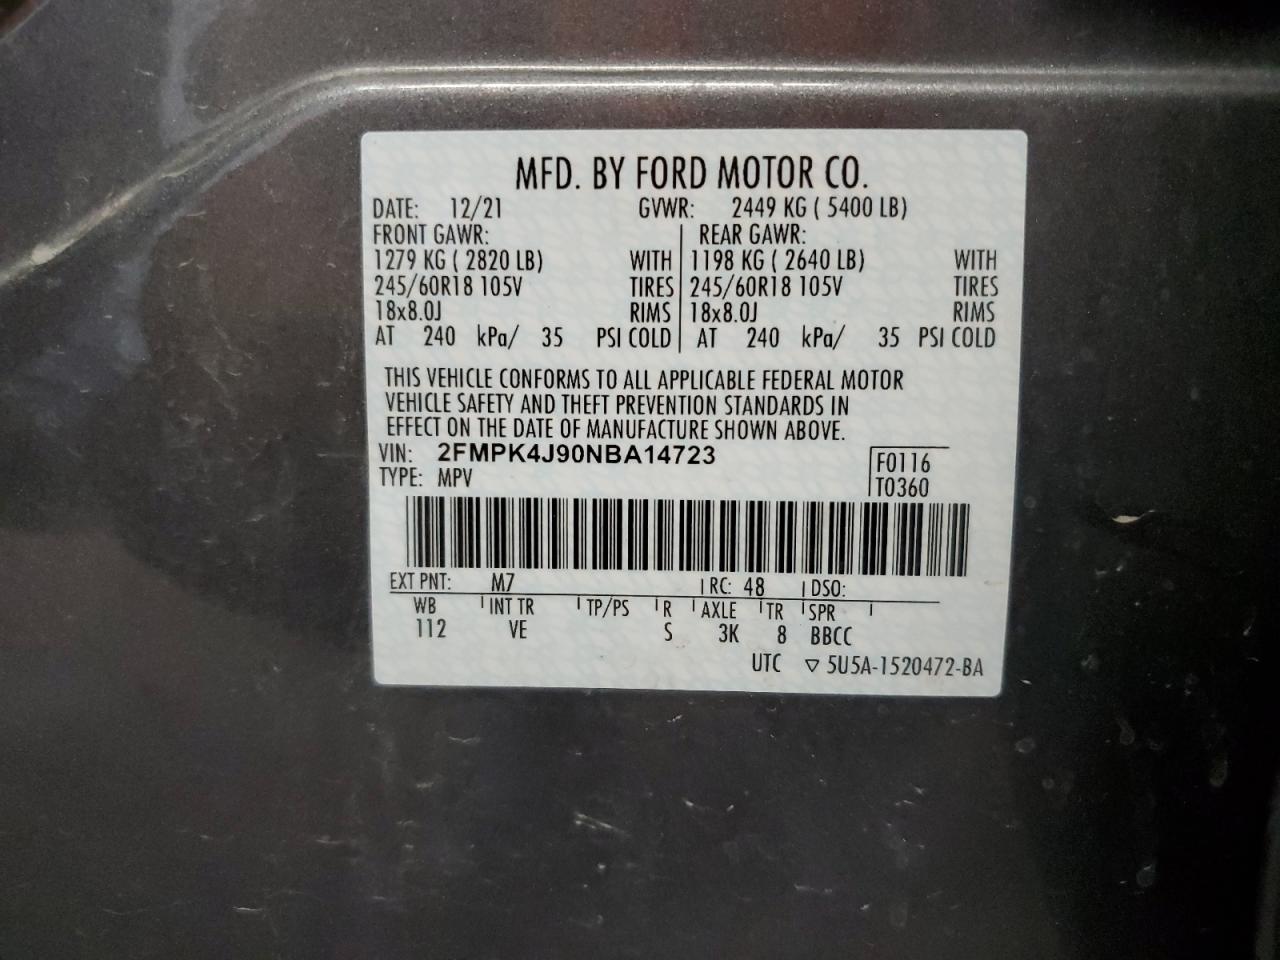 MFD. BY FORD MOTOR CO.
DATE: 12/21 GVWR: 2449 KG ( 5400 LB)
FRONT GAWR: REAR GAWR:
1279 KG ( 2820 LB) WITH 1198 KG ( 2640 LB) WITH
245/60R18 105V TIRES 245/60R18 105V TIRES
18x8.0J RIMS 18x8.0J RIMS
AT 240 kPa/ 35 PSI COLD AT 240 kPa/ 35 PSI COLD
THIS VEHICLE CONFORMS TO ALL APPLICABLE FEDERAL MOTOR
VEHICLE SAFETY AND THEFT PREVENTION STANDARDS IN
EFFECT ON THE DATE OF MANUFACTURE SHOWN ABOVE.
VIN: 2FMPK4J90NBA14723 F0116
TYPE: MPV T0360
EXT PNT: M7 RC: 48 DSO:
WB INT TR TP/PS R AXLE TR SPR
112 VE S 3K 8 BBCC
UTC ▽ 5U5A-1520472-BA